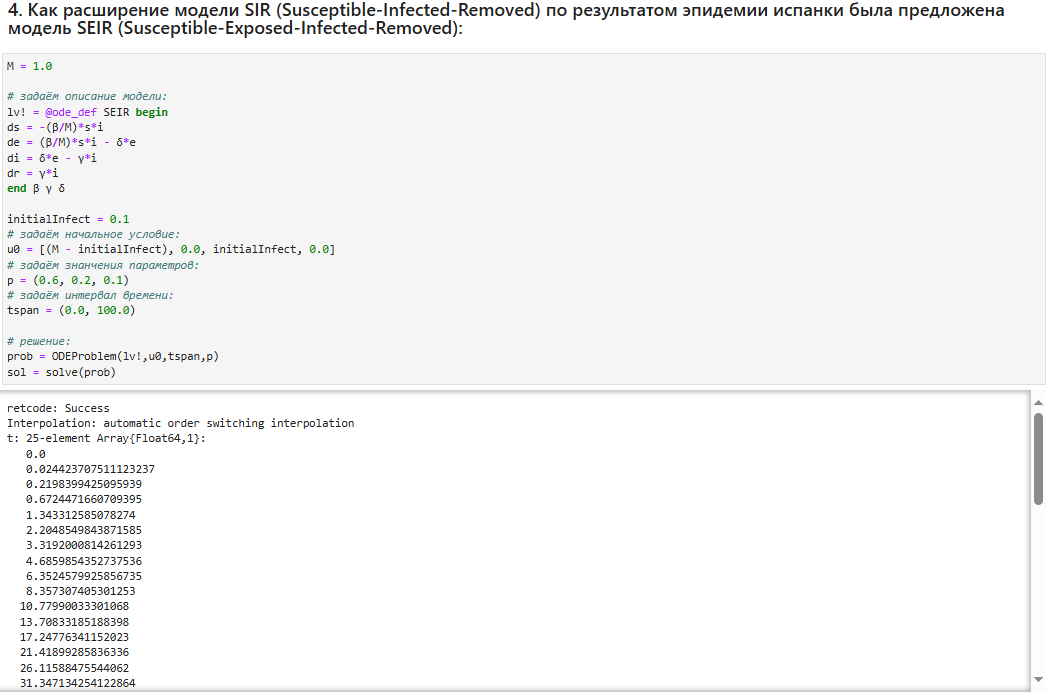 4. Как расширение модели SIR (Susceptible-Infected-Removed) по результатом эпидемии испанки была предложена
модель SEIR (Susceptible-Exposed-Infected-Removed):
M = 1.0
# задаём описание модели:
lv! = @ode_def SEIR begin
ds = -(β/M)*s*i
de = (β/M)*s*i - δ*e
di = δ*e - γ*i
dr = γ*i
end β γ δ
initialInfect = 0.1
# задаём начальное условие:
u0 = [(M - initialInfect), 0.0, initialInfect, 0.0]
# задаём знанчения параметров:
p = (0.6, 0.2, 0.1)
# задаём интервал времени:
tspan = (0.0, 100.0)
# решение:
prob = ODEProblem(lv!,u0,tspan,p)
sol = solve(prob)
retcode: Success
Interpolation: automatic order switching interpolation
t: 25-element Array{Float64,1}:
0.0
0.024423707511123237
0.2198399425095939
0.6724471660709395
1.343312585078274
2.2048549843871585
3.3192000814261293
4.6859854352737536
6.3524579925856735
8.357307405301253
10.77990033301068
13.70833185188398
17.24776341152023
21.41899285836336
26.11588475544062
31.347134254122864